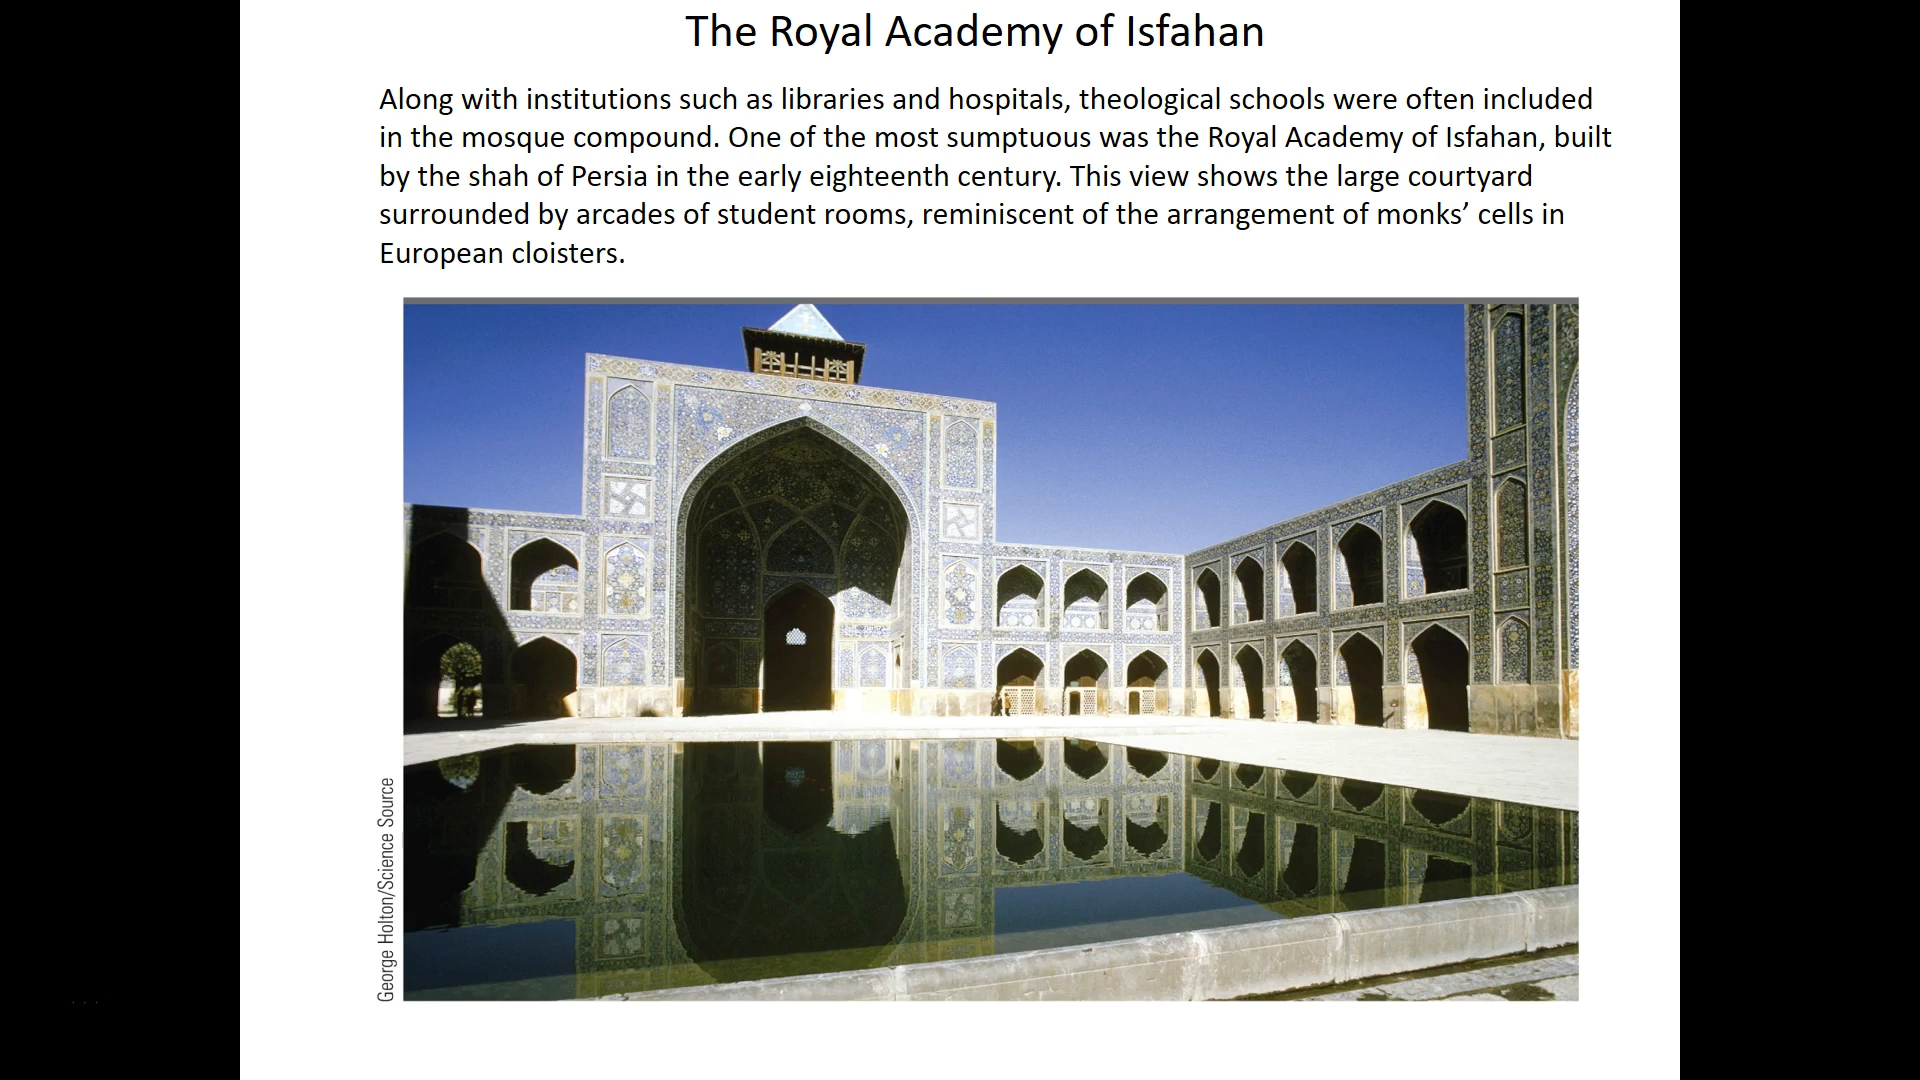 The Royal Academy of Isfahan
Along with institutions such as libraries and hospitals, theological schools were often included
in the mosque compound. One of the most sumptuous was the Royal Academy of Isfahan, built
by the shah of Persia in the early eighteenth century. This view shows the large courtyard
surrounded by arcades of student rooms, reminiscent of the arrangement of monks’ cells in
European cloisters.
George Holton/Science Source